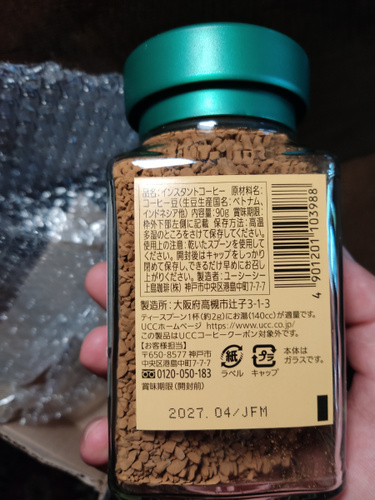 品名:インスタントコーヒー 原材料名:
コーヒー豆(生豆生産国名:ベトナム、
インドネシア他) 内容量:90g 賞味期限:
枠外下部左側に記載 保存方法:高温
多湿のところをさけて保存してください。
使用上の注意:乾いたスプーンを使用して
ください。開封後はキャップをしっかり
閉めて保存し、できるだけ早めにお召し
上がりください。製造者:ユーシーシー
上島珈琲(株) 神戸市中央区港島中町7-7-7
4 901201 103988
製造所:大阪府高槻市辻子3-1-3
ティースプーン1杯(約2g)にお湯(140cc)が適量です。
UCCホームページ https://www.ucc.co.jp/
この製品はUCCコーヒークーポン対象外です。
【お客様担当】
〒650-8577 神戸市
中央区港島中町7-7-7
0120-050-183
紙 ラベル
プラ キャップ
本体は
ガラスです。
賞味期限(開封前)
2027.04/JFM